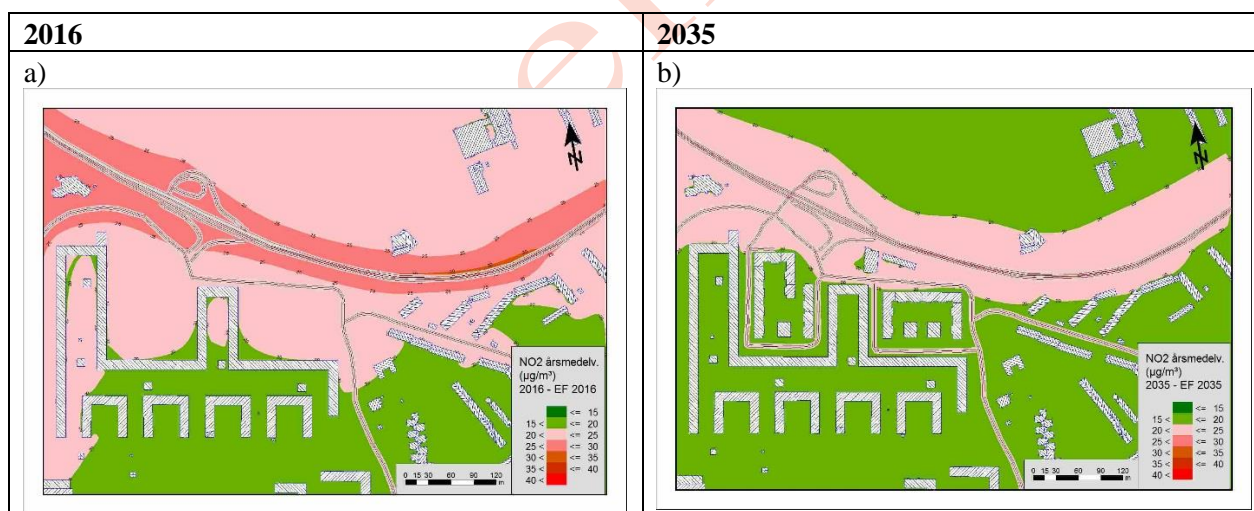 2016
2035
a)
b)
N
N
NO2 årsmedelv.
(µg/m³)
2016 - EF 2016
<= 15
15 < <= 20
20 < <= 25
25 < <= 30
30 < <= 35
35 < <= 40
40 <
0 15 30 60 90 120
m
NO2 årsmedelv.
(µg/m³)
2035 - EF 2035
<= 15
15 < <= 20
20 < <= 25
25 < <= 30
30 < <= 35
35 < <= 40
40 <
0 15 30 60 90 120
m